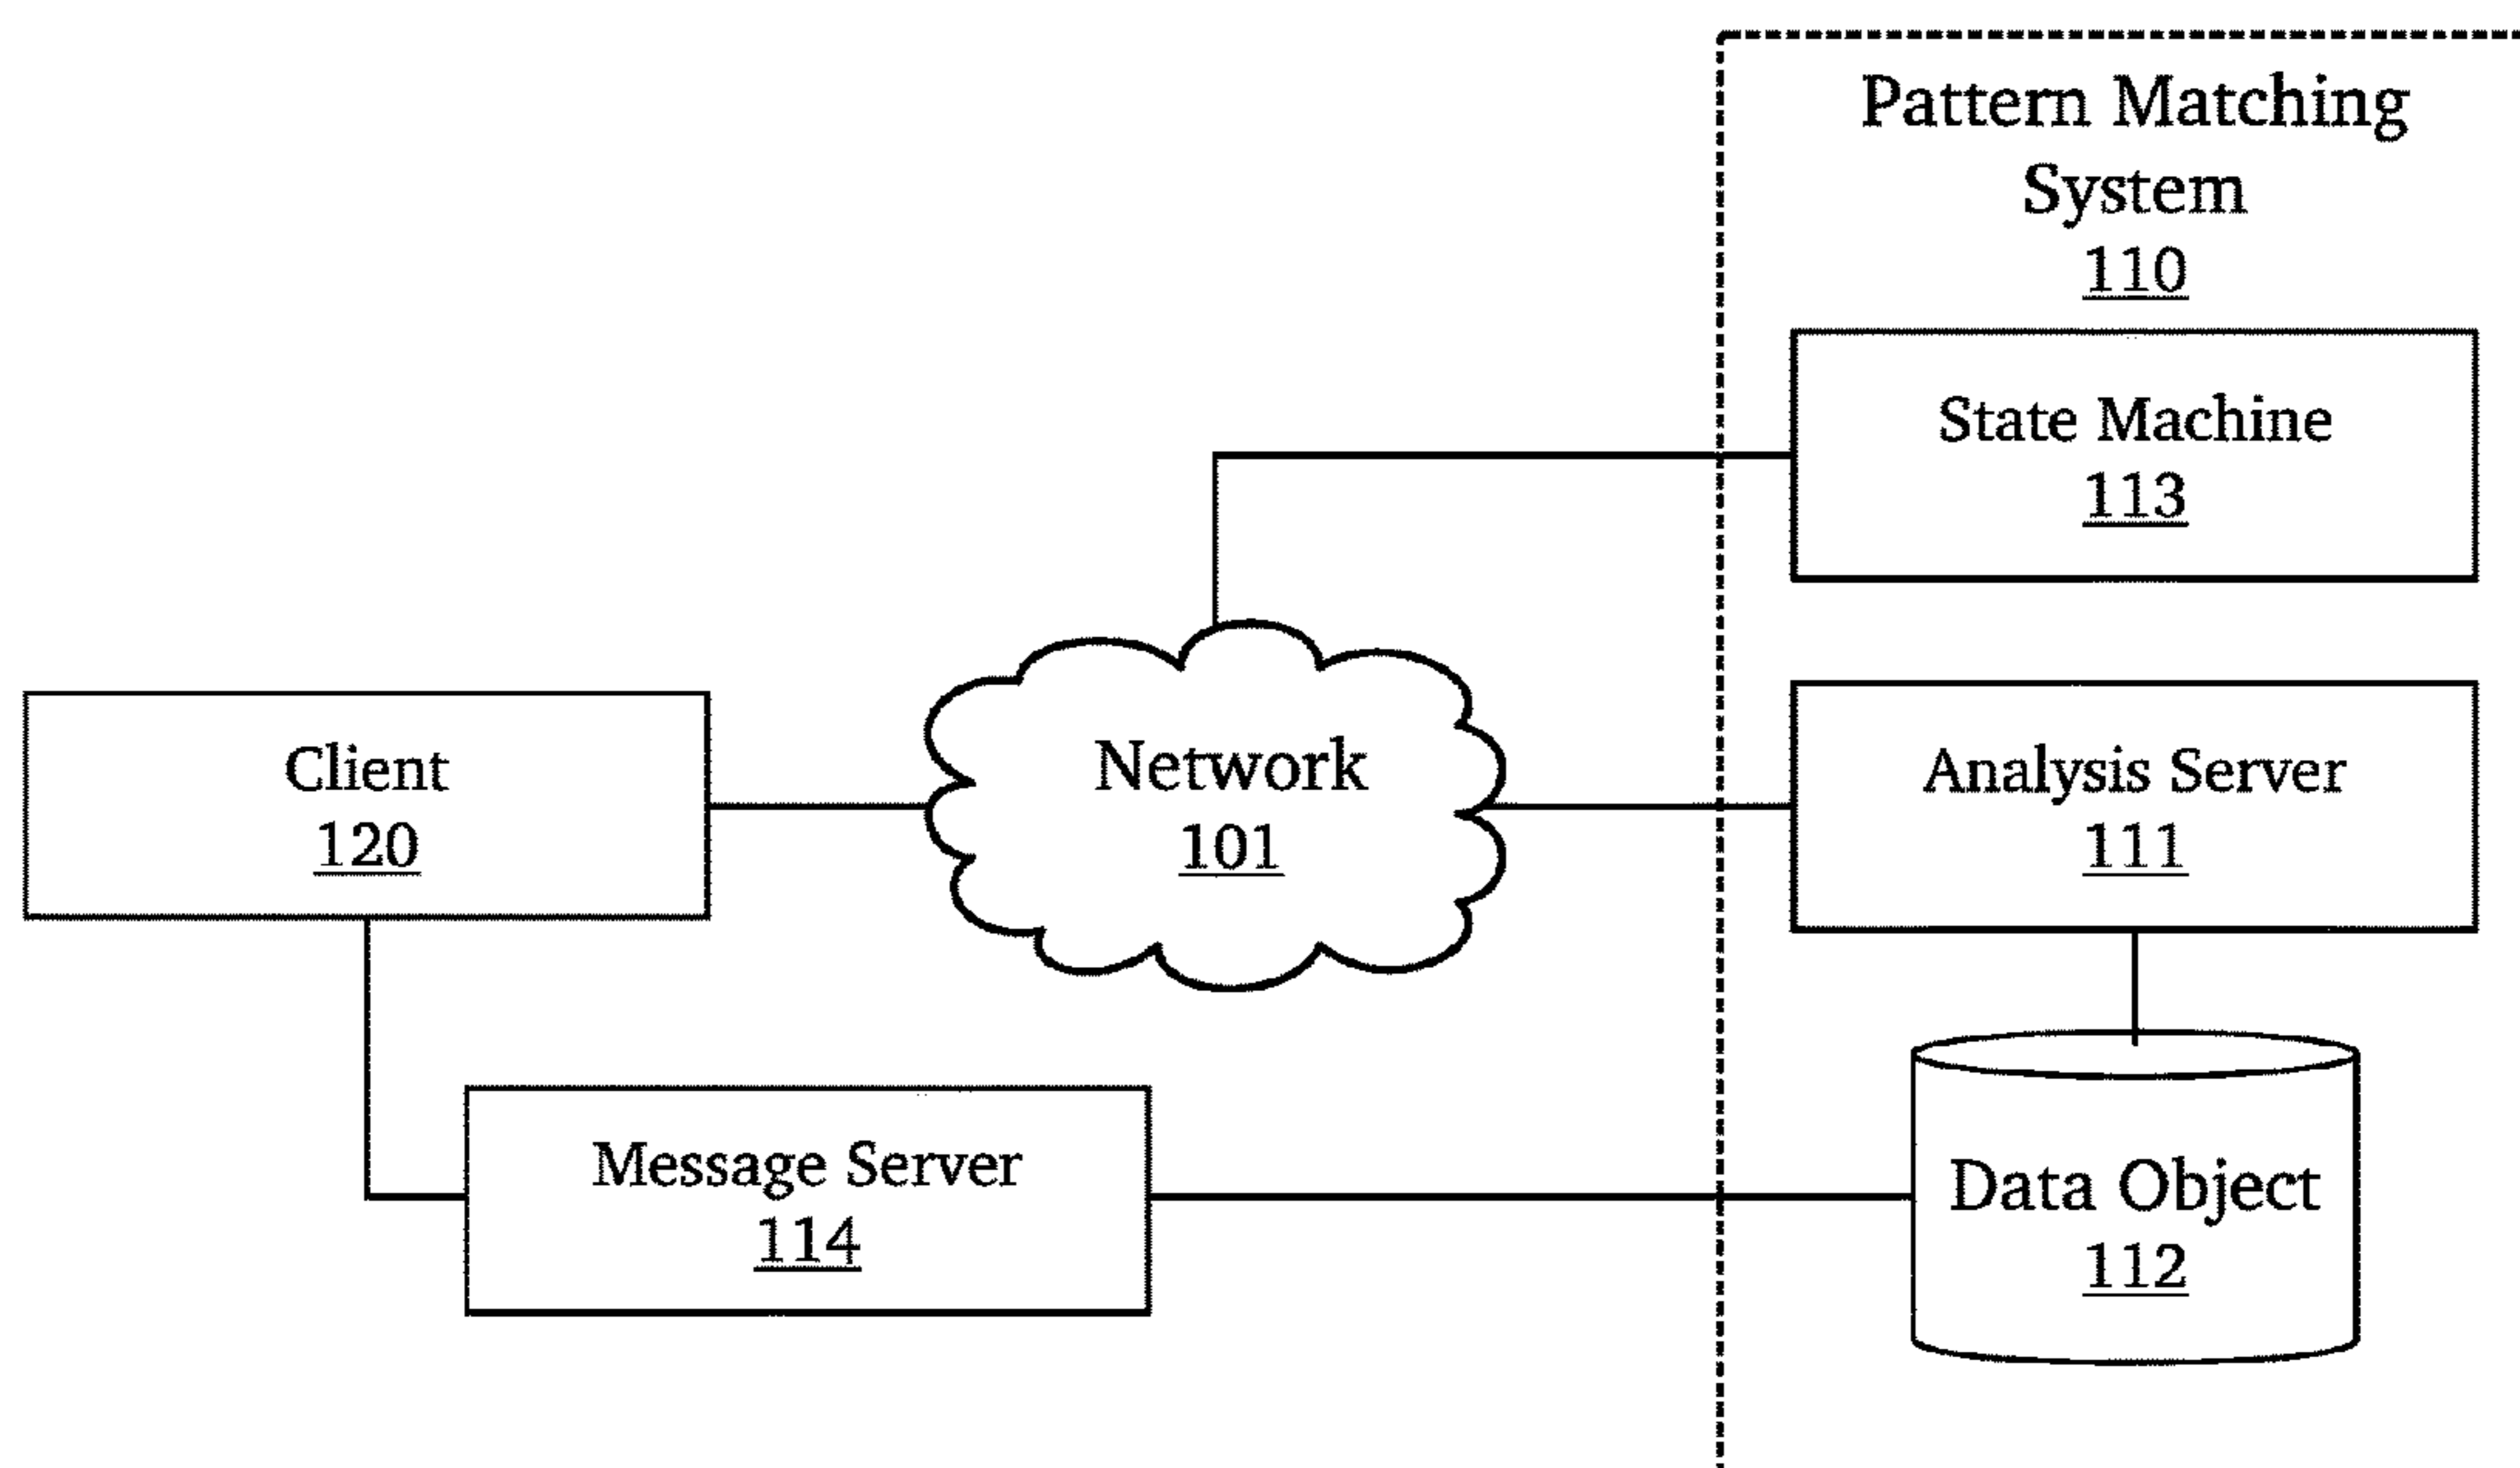 Pattern Matching
System
110
State Machine
113
Client
120
Network
101
Analysis Server
111
Message Server
114
Data Object
112